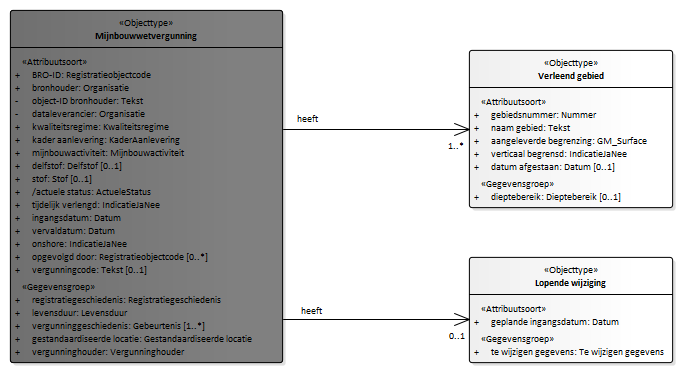 «Objecttype»
Mijnbouwwetvergunning
«Attribuutsoort»
+ BRO-ID: Registratieobjectcode
+ bronhouder: Organisatie
- object-ID bronhouder: Tekst
- dataleverancier: Organisatie
+ kwaliteitsregime: Kwaliteitsregime
+ kader aanlevering: KaderAanlevering
+ mijnbouwactiviteit: Mijnbouwactiviteit
+ delfstof: Delfstof [0..1]
+ stof: Stof [0..1]
+ /actuele status: ActueleStatus
+ tijdelijk verlengd: IndicatieJaNee
+ ingangsdatum: Datum
+ vervaldatum: Datum
+ onshore: IndicatieJaNee
+ opgevolgd door: Registratieobjectcode [0..*]
+ vergunningcode: Tekst [0..1]
«Gegevensgroep»
+ registratiegeschiedenis: Registratiegeschiedenis
+ levensduur: Levensduur
+ vergunninggeschiedenis: Gebeurtenis [1..*]
+ gestandaardiseerde locatie: Gestandaardiseerde locatie
+ vergunninghouder: Vergunninghouder
heeft
1..*
«Objecttype»
Verleend gebied
«Attribuutsoort»
+ gebiedsnummer: Nummer
+ naam gebied: Tekst
+ aangeleverde begrenzing: GM_Surface
+ verticaal begrensd: IndicatieJaNee
+ datum afgestaan: Datum [0..1]
«Gegevensgroep»
+ dieptebereik: Dieptebereik [0..1]
heeft
0..1
«Objecttype»
Lopende wijziging
«Attribuutsoort»
+ geplande ingangsdatum: Datum
«Gegevensgroep»
+ te wijzigen gegevens: Te wijzigen gegevens